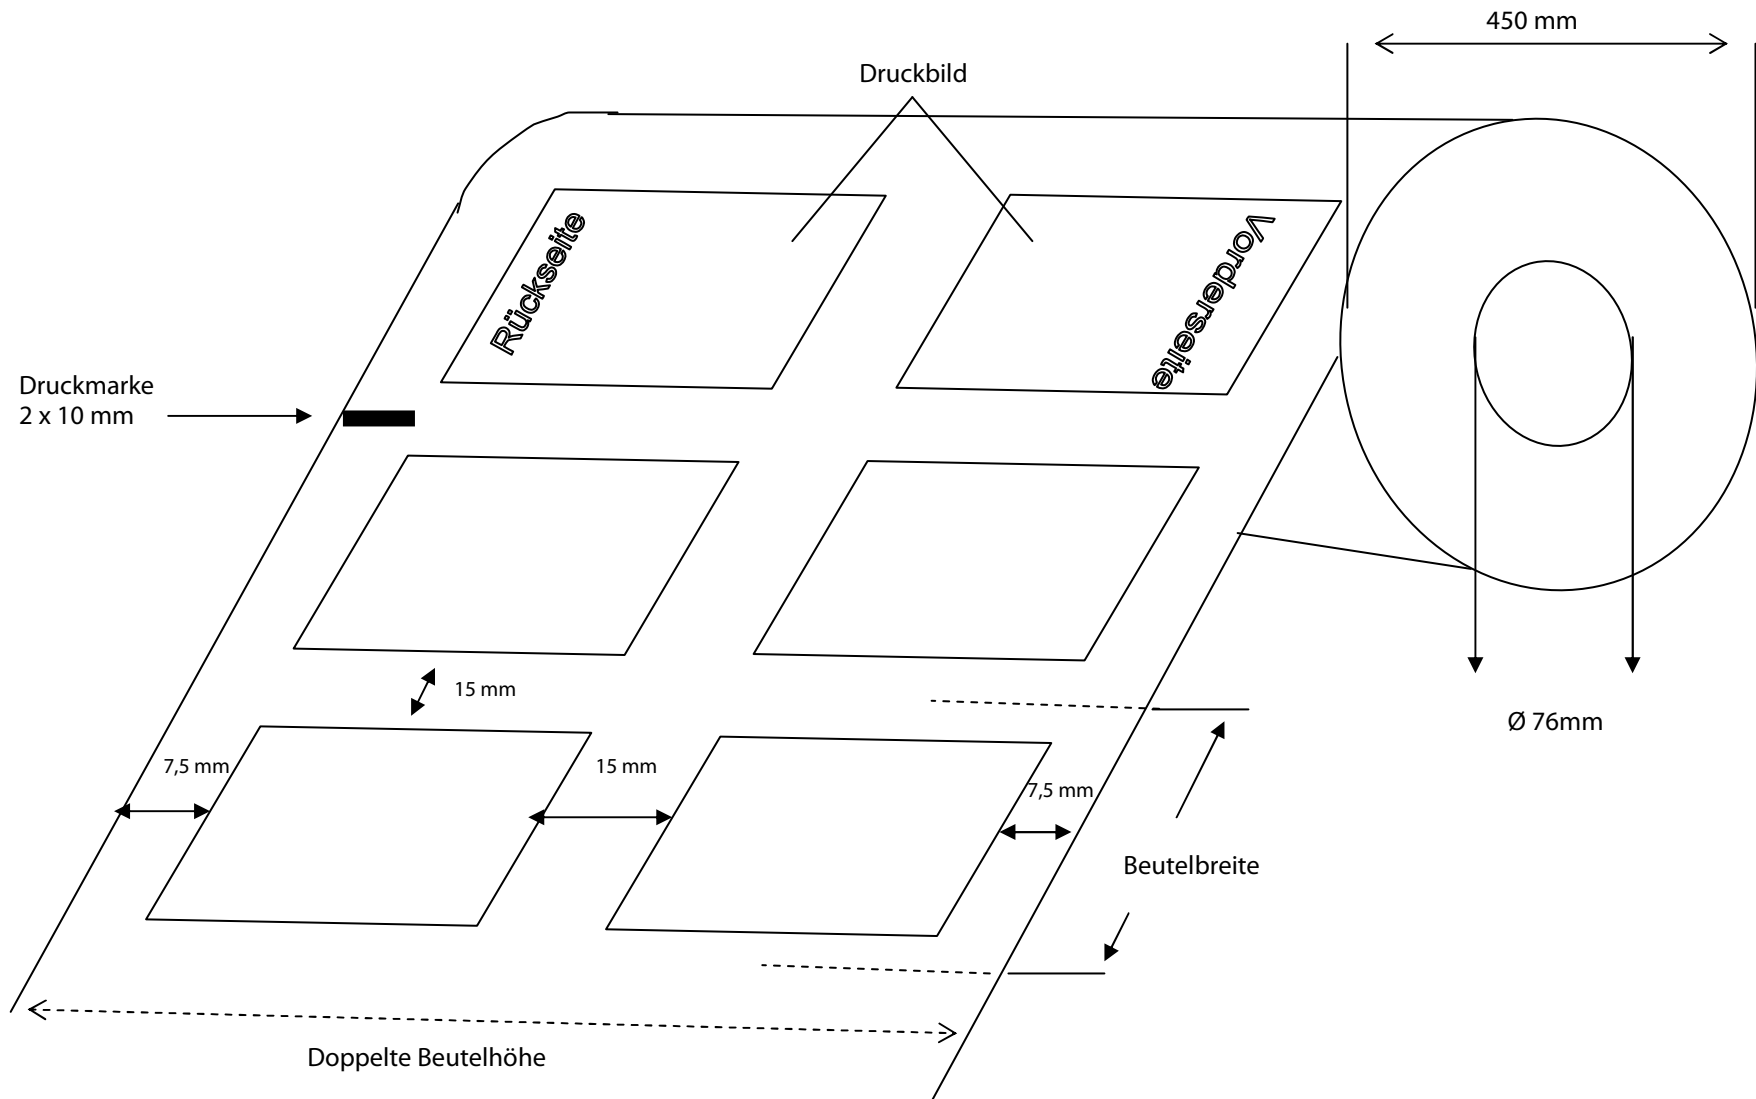 450 mm
Druckbild
Rückseite
Vorderseite
Druckmarke
2 x 10 mm
15 mm
Ø 76mm
7,5 mm
15 mm
7,5 mm
Beutelbreite
Doppelte Beutelhöhe